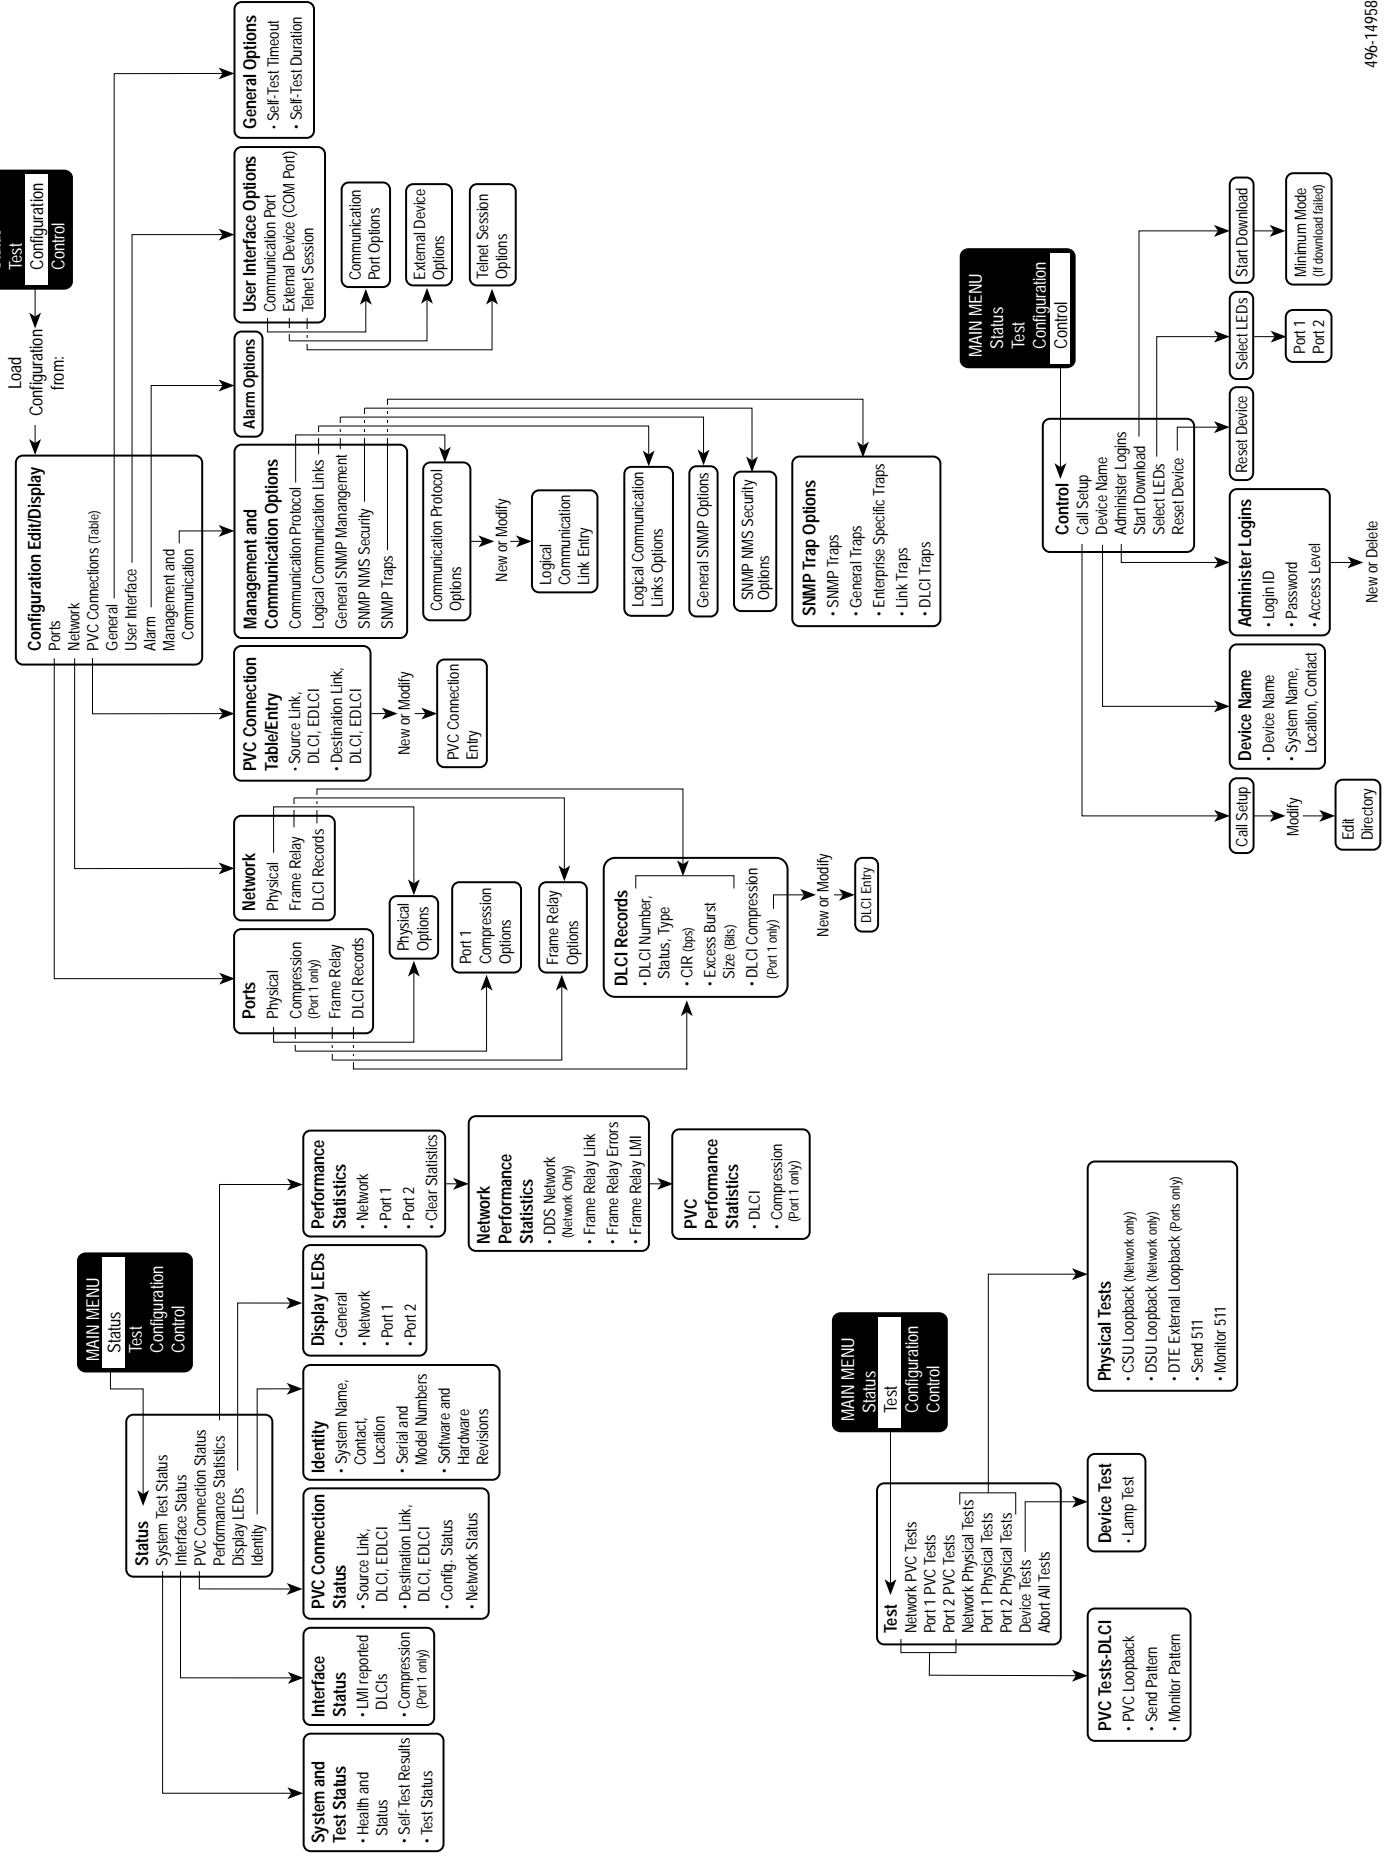 MAIN MENU
Status
Test
Configuration
Control
Status
System Test Status
Interface Status
PVC Connection Status
Performance Statistics
Display LEDs
Identity
System and
Test Status
• Health and
Status
• Self-Test Results
• Test Status
Interface
Status
• LMI reported
DLCIs
• Compression
(Port 1 only)
PVC Connection
Status
• Source Link,
DLCI, EDLCI
• Destination Link,
DLCI, EDLCI
• Config. Status
• Network Status
Identity
• System Name,
Contact,
Location
• Serial and
Model Numbers
• Software and
Hardware
Revisions
Display LEDs
• General
• Network
• Port 1
• Port 2
Performance
Statistics
• Network
• Port 1
• Port 2
• Clear Statistics
Network
Performance
Statistics
• DDS Network
(Network Only)
• Frame Relay Link
• Frame Relay Errors
• Frame Relay LMI
PVC
Performance
Statistics
• DLCI
• Compression
(Port 1 only)
Test
Configuration
Control
Load
Configuration
from:
Configuration Edit/Display
Ports
Network
PVC Connections (Table)
General
User Interface
Alarm
Management and
Communication
Ports
Physical
Compression
(Port 1 only)
Frame Relay
DLCI Records
Network
Physical
Frame Relay
DLCI Records
Physical
Options
Port 1
Compression
Options
Frame Relay
Options
DLCI Records
• DLCI Number,
Status, Type
• CIR (bps)
• Excess Burst
Size (Bits)
• DLCI Compression
(Port 1 only)
New or Modify
DLCI Entry
PVC Connection
Table/Entry
• Source Link,
DLCI, EDLCI
• Destination Link,
DLCI, EDLCI
New or Modify
PVC Connection
Entry
Management and
Communication Options
Communication Protocol
Logical Communication Links
General SNMP Management
SNMP NMS Security
SNMP Traps
Communication Protocol
Options
New or Modify
Logical
Communication
Link Entry
Logical Communication
Links Options
General SNMP Options
SNMP NMS Security
Options
SNMP Trap Options
• SNMP Traps
• General Traps
• Enterprise Specific Traps
• Link Traps
• DLCI Traps
Alarm Options
User Interface Options
Communication Port
External Device (COM Port)
Telnet Session
Communication
Port Options
External Device
Options
Telnet Session
Options
General Options
• Self-Test Timeout
• Self-Test Duration
MAIN MENU
Status
Test
Configuration
Control
Test
Network PVC Tests
Port 1 PVC Tests
Port 2 PVC Tests
Network Physical Tests
Port 1 Physical Tests
Port 2 Physical Tests
Device Tests
Abort All Tests
PVC Tests-DLCI
• PVC Loopback
• Send Pattern
• Monitor Pattern
Device Test
• Lamp Test
Physical Tests
• CSU Loopback (Network only)
• DSU Loopback (Network only)
• DTE External Loopback (Ports only)
• Send 511
• Monitor 511
MAIN MENU
Status
Test
Configuration
Control
Control
Call Setup
Device Name
Administer Logins
Start Download
Select LEDs
Reset Device
Call Setup
Modify
Edit
Directory
Device Name
• Device Name
• System Name,
Location, Contact
Administer Logins
• Login ID
• Password
• Access Level
New or Delete
Reset Device
Select LEDs
Port 1
Port 2
Start Download
Minimum Mode
(If download failed)
496-14958